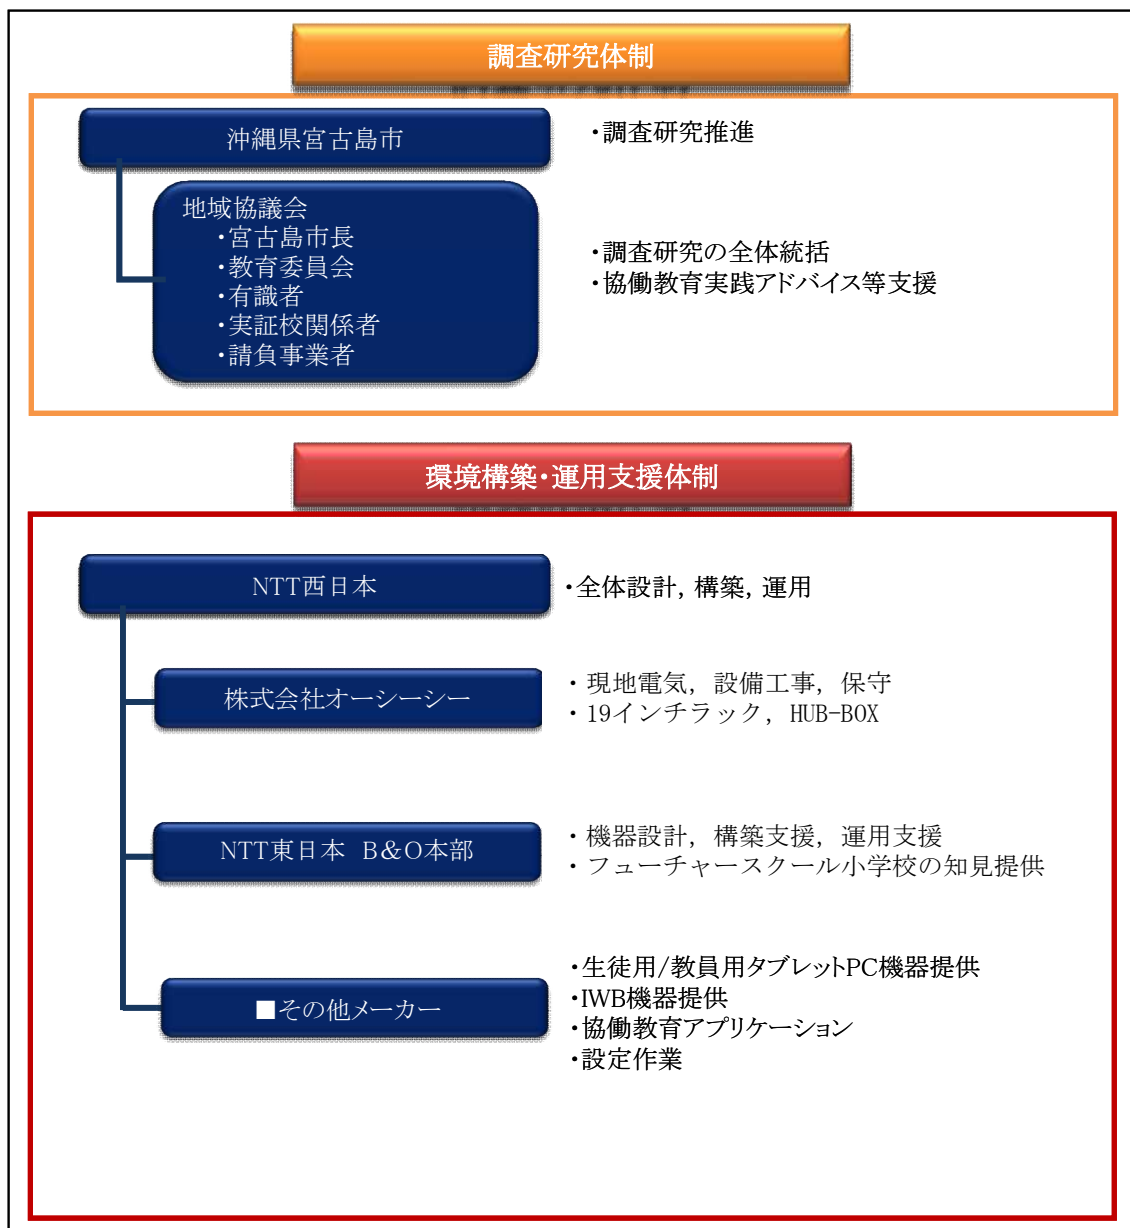 調査研究体制
沖縄県宮古島市
・調査研究推進
地域協議会
・宮古島市長
・教育委員会
・有識者
・実証校関係者
・請負事業者
・調査研究の全体統括
・協働教育実践アドバイス等支援
環境構築・運用支援体制
NTT西日本
・全体設計, 構築, 運用
株式会社オーシーシー
・現地電気, 設備工事, 保守
・19インチラック, HUB-BOX
NTT東日本 B&O本部
・機器設計, 構築支援, 運用支援
・フューチャースクール小学校の知見提供
■その他メーカー
・生徒用/教員用タブレットPC機器提供
・IWB機器提供
・協働教育アプリケーション
・設定作業